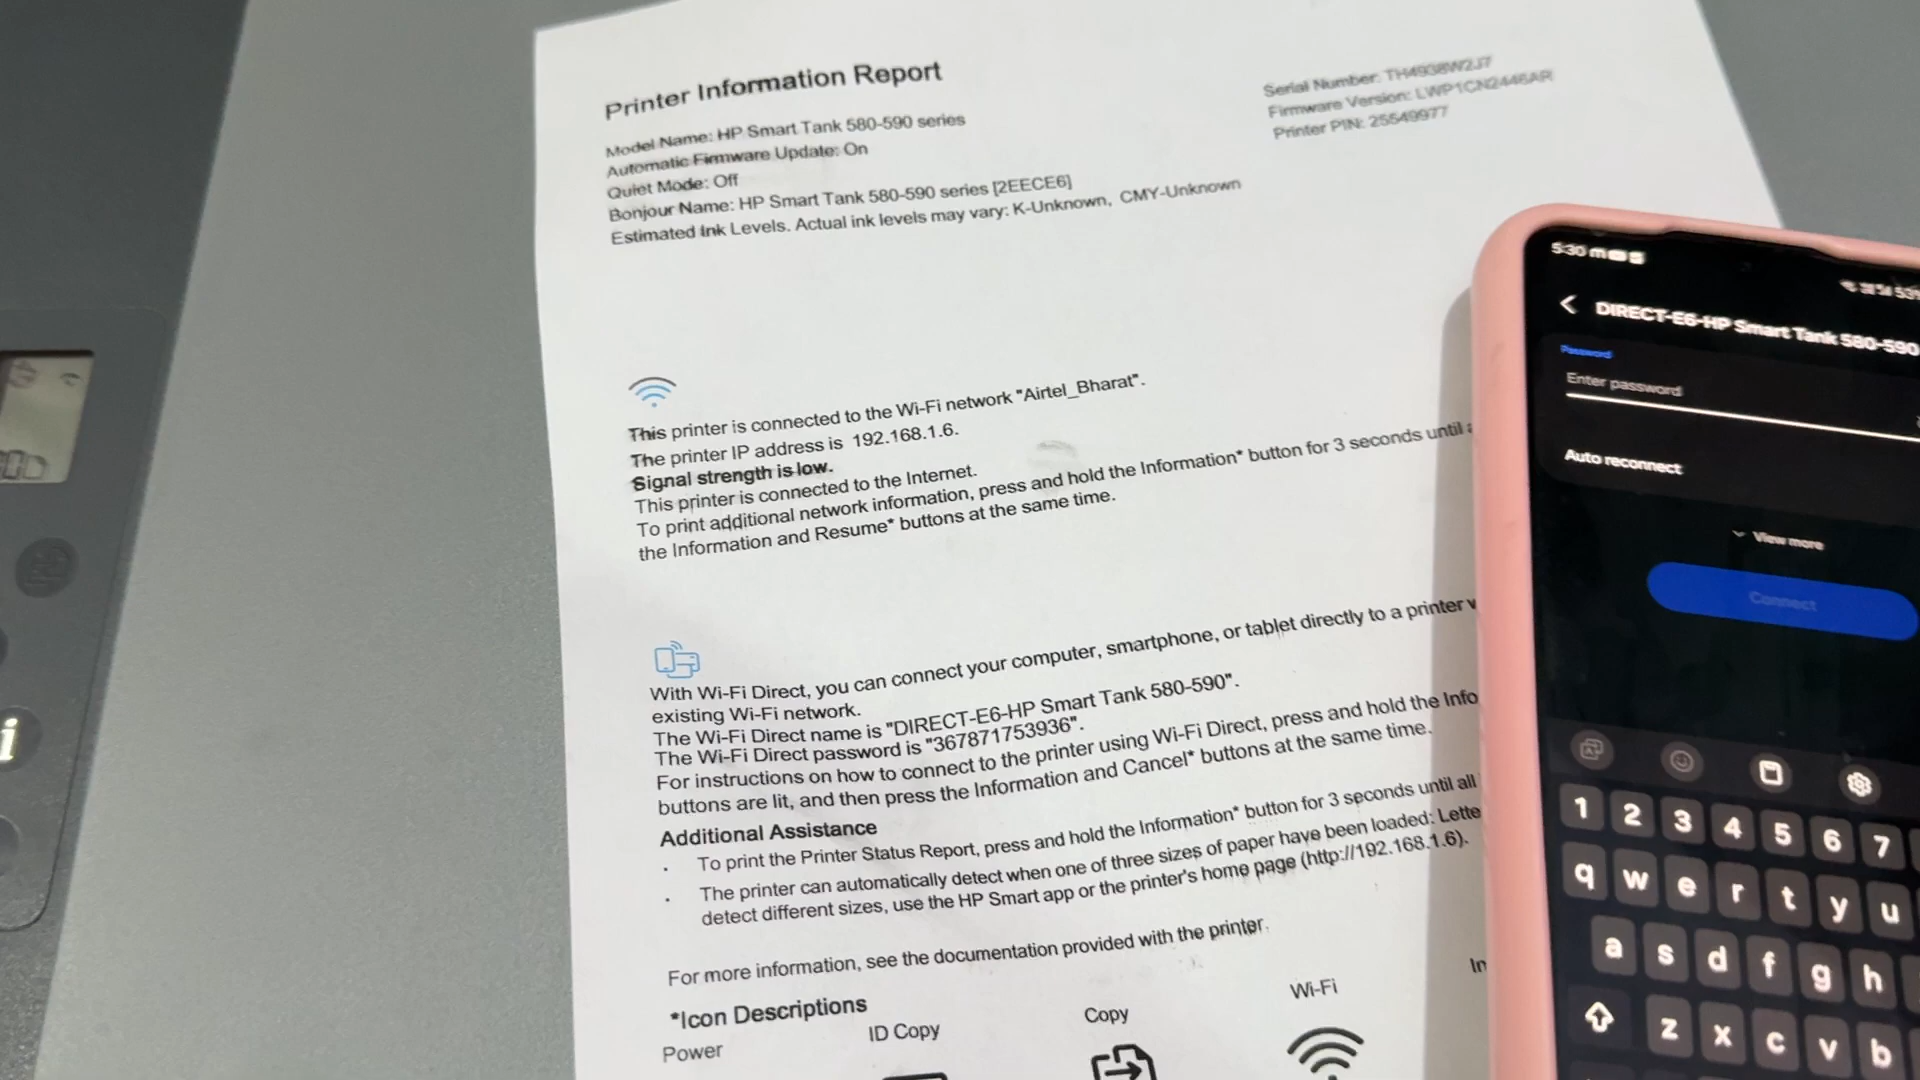 Printer Information Report
Model Name: HP Smart Tank 580-590 series
Automatic Firmware Update: On
Quiet Mode: Off
Bonjour Name: HP Smart Tank 580-590 series [2EECE6]
Estimated Ink Levels. Actual ink levels may vary: K-Unknown, CMY-Unknown
Serial Number: TH4938W2J7
Firmware Version: LWP1CN2446AR
Printer PIN: 25549977
This printer is connected to the Wi-Fi network "Airtel_Bharat".
The printer IP address is 192.168.1.6.
Signal strength is low.
This printer is connected to the Internet.
To print additional network information, press and hold the Information* button for 3 seconds until
the Information and Resume* buttons at the same time.
With Wi-Fi Direct, you can connect your computer, smartphone, or tablet directly to a printer
existing Wi-Fi network.
The Wi-Fi Direct name is "DIRECT-E6-HP Smart Tank 580-590".
The Wi-Fi Direct password is "367871753936".
For instructions on how to connect to the printer using Wi-Fi Direct, press and hold the Info
buttons are lit, and then press the Information and Cancel* buttons at the same time.
Additional Assistance
· To print the Printer Status Report, press and hold the Information* button for 3 seconds until all
· The printer can automatically detect when one of three sizes of paper have been loaded: Lette
detect different sizes, use the HP Smart app or the printer's home page (http://192.168.1.6).
For more information, see the documentation provided with the printer.
*Icon Descriptions
Power
ID Copy
Copy
Wi-Fi
In
i
5:30
DIRECT-E6-HP Smart Tank 580-590
Password
Enter password
Auto reconnect
View more
Connect
1 2 3 4 5 6 7
q w e r t y u
a s d f g h
z x c v b